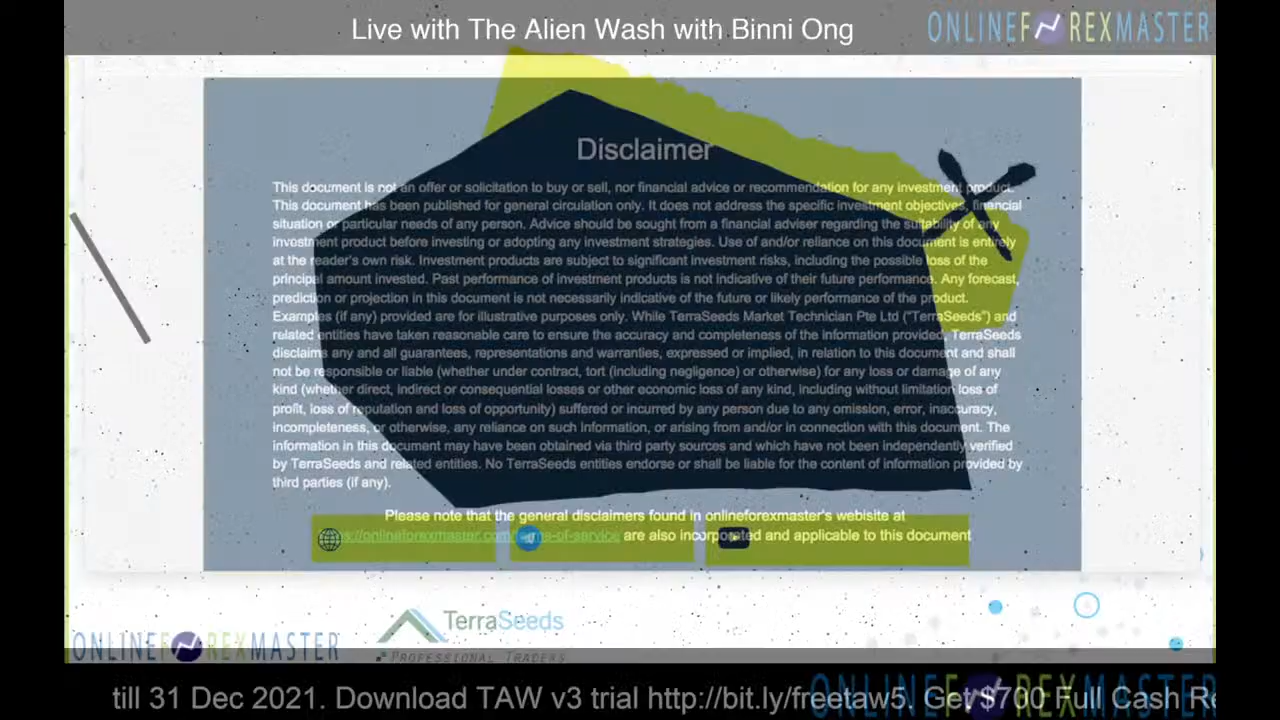 Live with The Alien Wash with Binni Ong
ONLINEFOREXMASTER
Disclaimer
This document is not an offer or solicitation to buy or sell, nor financial advice or recommendation for any investment product.
This document has been published for general circulation only. It does not address the specific investment objectives, financial
situation or particular needs of any person. Advice should be sought from a financial adviser regarding the suitability of any
investment product before investing or adopting any investment strategies. Use of and/or reliance on this document is entirely
at the reader's own risk. Investment products are subject to significant investment risks, including the possible loss of the
principal amount invested. Past performance of investment products is not indicative of their future performance. Any forecast,
prediction or projection in this document is not necessarily indicative of the future or likely performance of the product.
Examples (if any) provided are for illustrative purposes only. While TerraSeeds Market Technician Pte Ltd ("TerraSeeds") and
related entities have taken reasonable care to ensure the accuracy and completeness of the information provided, TerraSeeds
disclaims any and all guarantees, representations and warranties, expressed or implied, in relation to this document and shall
not be responsible or liable (whether under contract, tort (including negligence) or otherwise) for any loss or damage of any
kind (whether direct, indirect or consequential losses or other economic loss of any kind, including without limitation loss of
profit, loss of reputation and loss of opportunity) suffered or incurred by any person due to any omission, error, inaccuracy,
incompleteness, or otherwise, any reliance on such information, or arising from and/or in connection with this document. The
information in this document may have been obtained via third party sources and which have not been independently verified
by TerraSeeds and related entities. No TerraSeeds entities endorse or shall be liable for the content of information provided by
third parties (if any).
Please note that the general disclaimers found in onlineforexmaster's webisite at
://onlineforexmaster.com/ -of-service are also incorporated and applicable to this document
TerraSeeds
PROFESSIONAL TRADERS
ONLINEFOREXMASTER
till 31 Dec 2021. Download TAW v3 trial http://bit.ly/freetaw5. Get $700 Full Cash Re
ONLINEFOREXMASTER